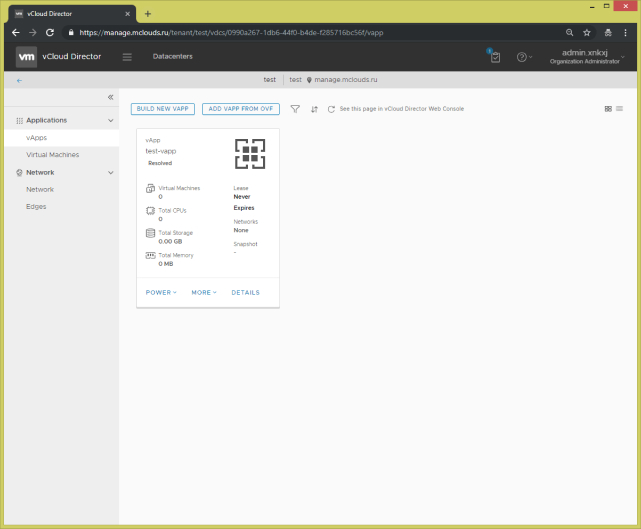 vCloud Director
https://manage.mclouds.ru/tenant/test/vdcs/0990a267-1db6-44f0-b4de-f285716bc56f/vapp
vm vCloud Director Datacenters
admin.xnkxj
Organization Administrator
test test manage.mclouds.ru
BUILD NEW VAPP ADD VAPP FROM OVF See this page in vCloud Director Web Console
Applications
vApps
Virtual Machines
Network
Network
Edges
vApp
test-vapp
Resolved
Virtual Machines
0
Total CPUs
0
Total Storage
0.00 GB
Total Memory
0 MB
Lease
Never
Expires
Networks
None
Snapshot
-
POWER MORE DETAILS